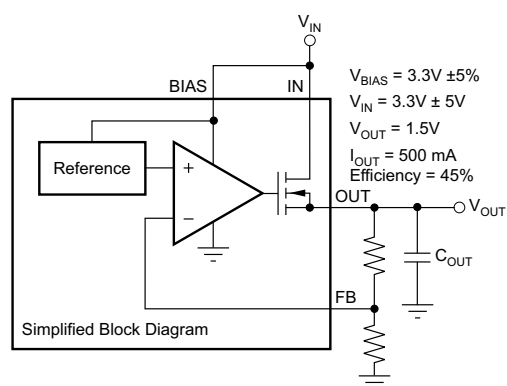 V_IN
BIAS
IN
V_BIAS = 3.3V ±5%
V_IN = 3.3V ± 5V
V_OUT = 1.5V
I_OUT = 500 mA
Efficiency = 45%
Reference
+
−
OUT
V_OUT
C_OUT
FB
Simplified Block Diagram